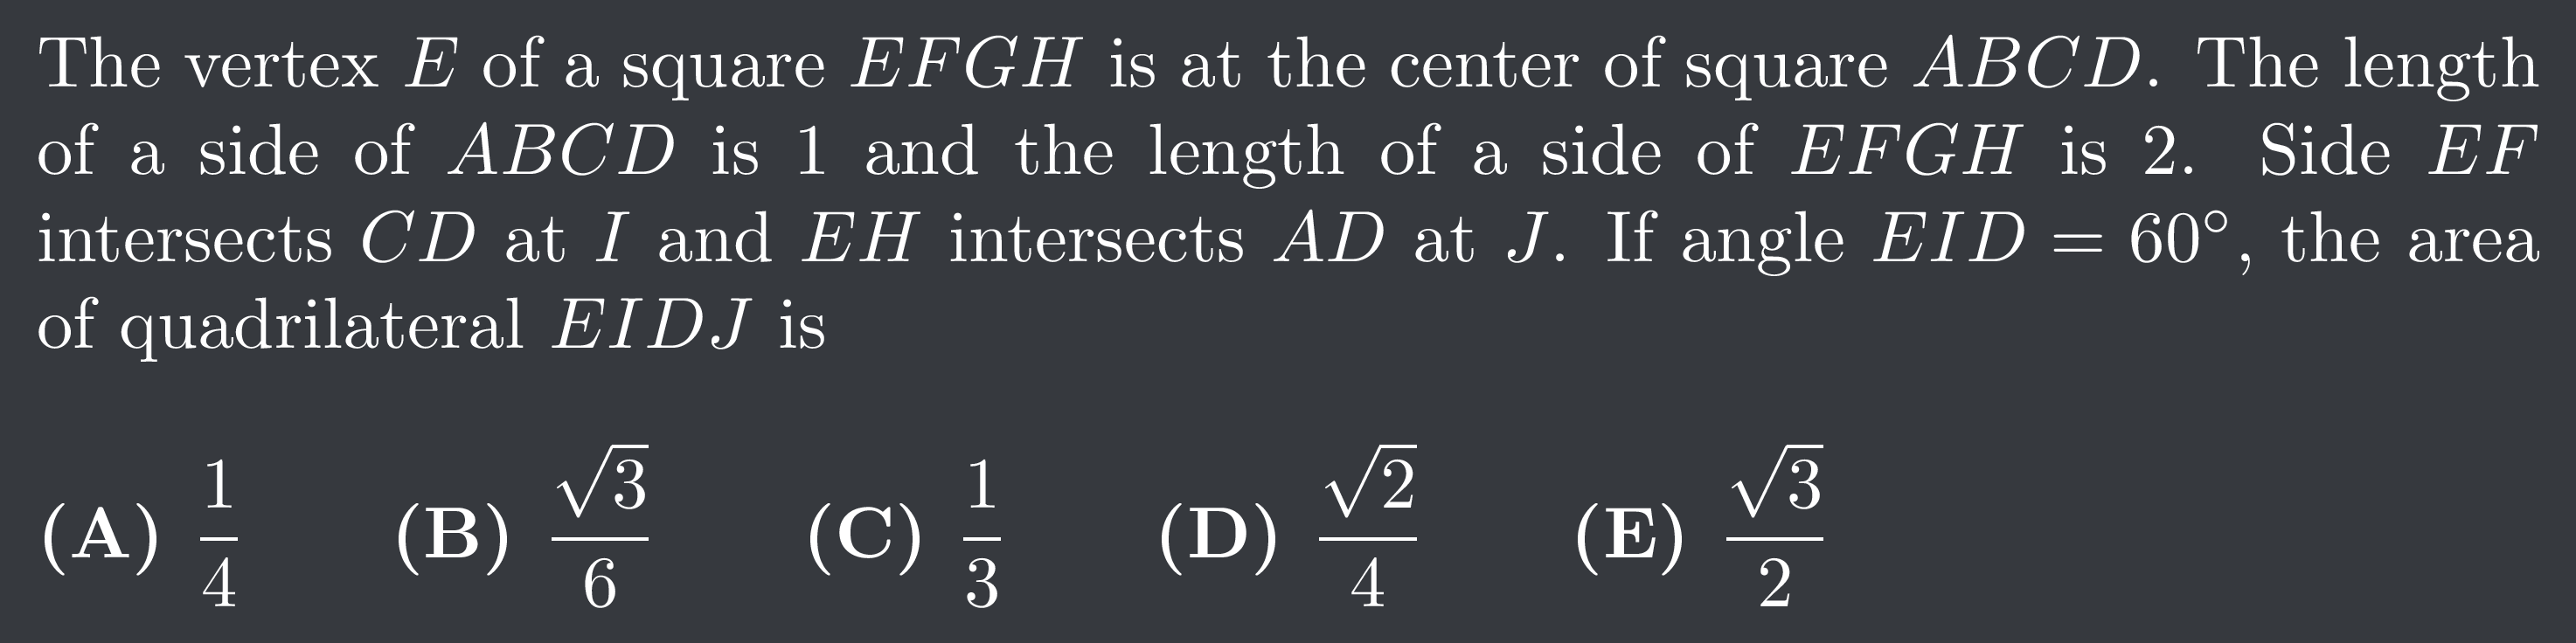 The vertex E of a square EFGH is at the center of square ABCD. The length
of a side of ABCD is 1 and the length of a side of EFGH is 2. Side EF
intersects CD at I and EH intersects AD at J. If angle EID = 60°, the area
of quadrilateral EIDJ is
(A) 1/4 (B) √3/6 (C) 1/3 (D) √2/4 (E) √3/2